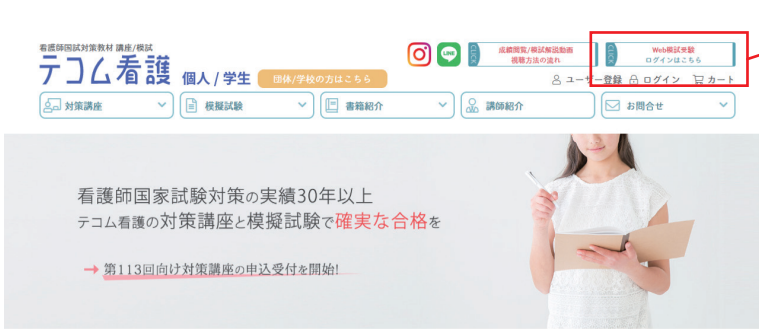 看護師国試対策教材 講座/模試
テコム看護 個人 / 学生 団体/学校の方はこちら
LINE
CLICK 成績閲覧/模試解説動画
視聴方法の流れ
CLICK Web模試受験
ログインはこちら
ユーザー登録 ログイン カート
対策講座 模擬試験 書籍紹介 講師紹介 お問合せ
看護師国家試験対策の実績30年以上
テコム看護の対策講座と模擬試験で確実な合格を
→ 第113回向け対策講座の申込受付を開始!